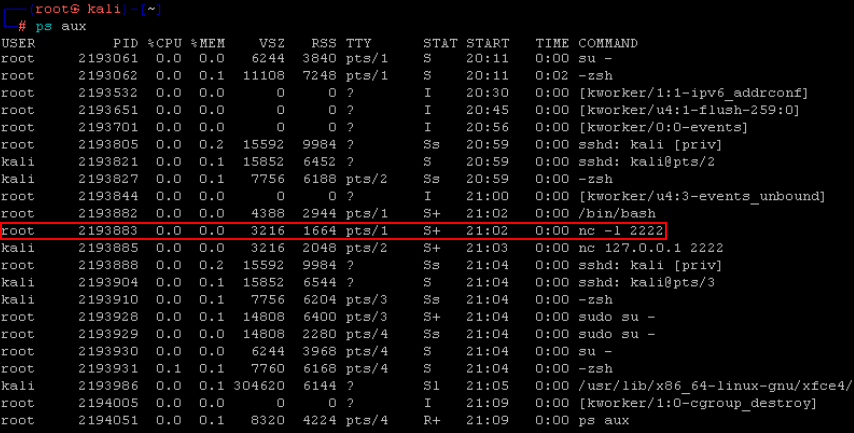 ┌──(root㉿ kali)-[~]
└─# ps aux
USER PID %CPU %MEM VSZ RSS TTY STAT START TIME COMMAND
root 2193061 0.0 0.0 6244 3840 pts/1 S 20:11 0:00 su -
root 2193062 0.0 0.1 11108 7248 pts/1 S 20:11 0:02 -zsh
root 2193532 0.0 0.0 0 0 ? I 20:30 0:00 [kworker/1:1-ipv6_addrconf]
root 2193651 0.0 0.0 0 0 ? I 20:45 0:00 [kworker/u4:1-flush-259:0]
root 2193701 0.0 0.0 0 0 ? I 20:56 0:00 [kworker/0:0-events]
root 2193805 0.0 0.2 15592 9984 ? Ss 20:59 0:00 sshd: kali [priv]
kali 2193821 0.0 0.1 15852 6452 ? S 20:59 0:00 sshd: kali@pts/2
kali 2193827 0.0 0.1 7756 6188 pts/2 Ss 20:59 0:00 -zsh
root 2193844 0.0 0.0 0 0 ? I 21:00 0:00 [kworker/u4:3-events_unbound]
root 2193882 0.0 0.0 4388 2944 pts/1 S+ 21:02 0:00 /bin/bash
root 2193883 0.0 0.0 3216 1664 pts/1 S+ 21:02 0:00 nc -l 2222
kali 2193885 0.0 0.0 3216 2048 pts/2 S+ 21:03 0:00 nc 127.0.0.1 2222
root 2193888 0.0 0.2 15592 9984 ? Ss 21:04 0:00 sshd: kali [priv]
kali 2193904 0.0 0.1 15852 6544 ? S 21:04 0:00 sshd: kali@pts/3
kali 2193910 0.0 0.1 7756 6204 pts/3 Ss 21:04 0:00 -zsh
root 2193928 0.0 0.1 14808 6400 pts/3 S+ 21:04 0:00 sudo su -
root 2193929 0.0 0.0 14808 2280 pts/4 Ss 21:04 0:00 sudo su -
root 2193930 0.0 0.0 6244 3968 pts/4 S 21:04 0:00 su -
root 2193931 0.1 0.1 7760 6168 pts/4 S 21:04 0:00 -zsh
kali 2193986 0.1 0.1 304620 6144 ? Sl 21:05 0:00 /usr/lib/x86_64-linux-gnu/xfce4/
root 2194005 0.0 0.0 0 0 ? I 21:09 0:00 [kworker/1:0-cgroup_destroy]
root 2194051 0.0 0.1 8320 4224 pts/4 R+ 21:09 0:00 ps aux